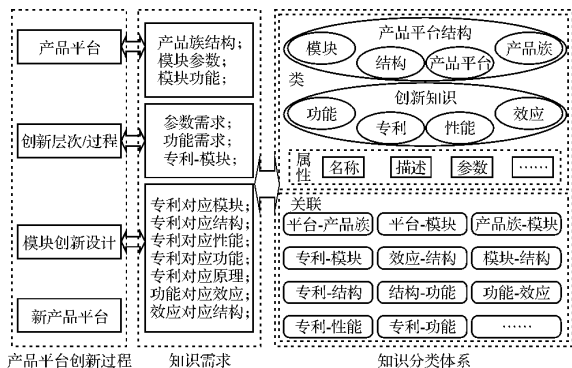 产品平台
创新层次/过程
模块创新设计
新产品平台
产品平台创新过程
产品族结构;
模块参数;
模块功能;
参数需求;
功能需求;
专利-模块;
专利对应模块;
专利对应结构;
专利对应性能;
专利对应功能;
专利对应原理;
功能对应效应;
效应对应结构;
知识需求
产品平台结构
模块
产品族
结构
产品平台
类
创新知识
功能
效应
专利
性能
属性
名称
描述
参数
……
关联
平台-产品族
平台-模块
产品族-模块
专利-模块
效应-结构
模块-结构
专利-结构
结构-功能
功能-效应
专利-性能
专利-功能
……
知识分类体系